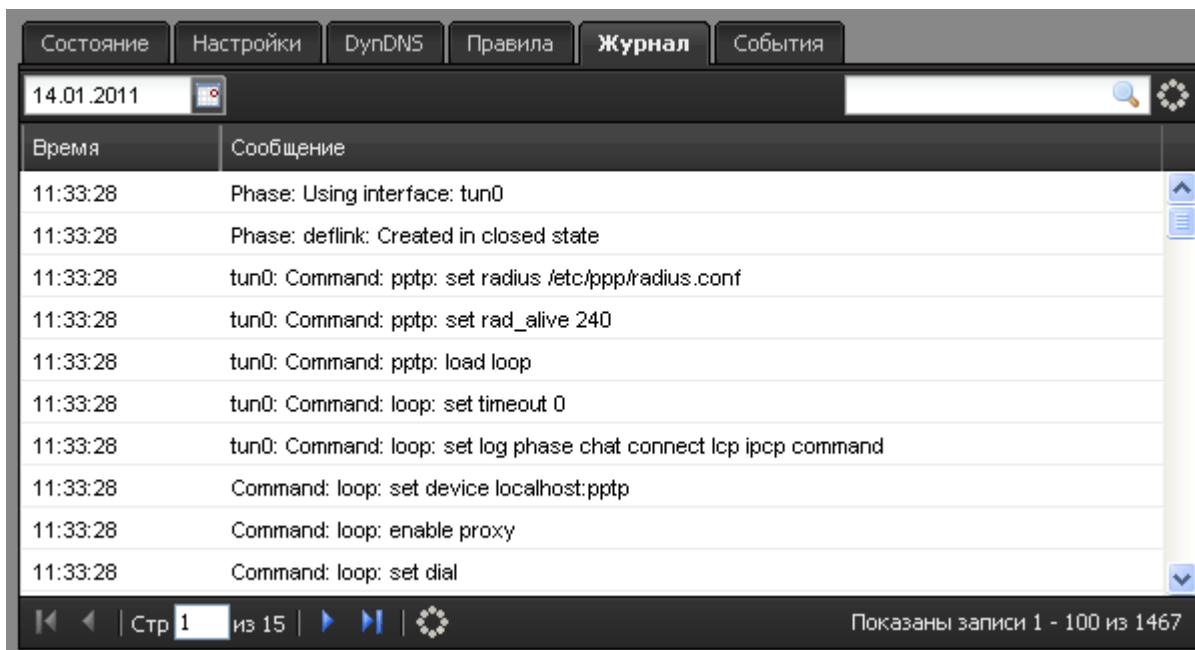 Состояние Настройки DynDNS Правила Журнал События
14.01.2011
Время Сообщение
11:33:28 Phase: Using interface: tun0
11:33:28 Phase: deflink: Created in closed state
11:33:28 tun0: Command: pptp: set radius /etc/ppp/radius.conf
11:33:28 tun0: Command: pptp: set rad_alive 240
11:33:28 tun0: Command: pptp: load loop
11:33:28 tun0: Command: loop: set timeout 0
11:33:28 tun0: Command: loop: set log phase chat connect lcp ipcp command
11:33:28 Command: loop: set device localhost:pptp
11:33:28 Command: loop: enable proxy
11:33:28 Command: loop: set dial
Стр 1 из 15 Показаны записи 1 - 100 из 1467